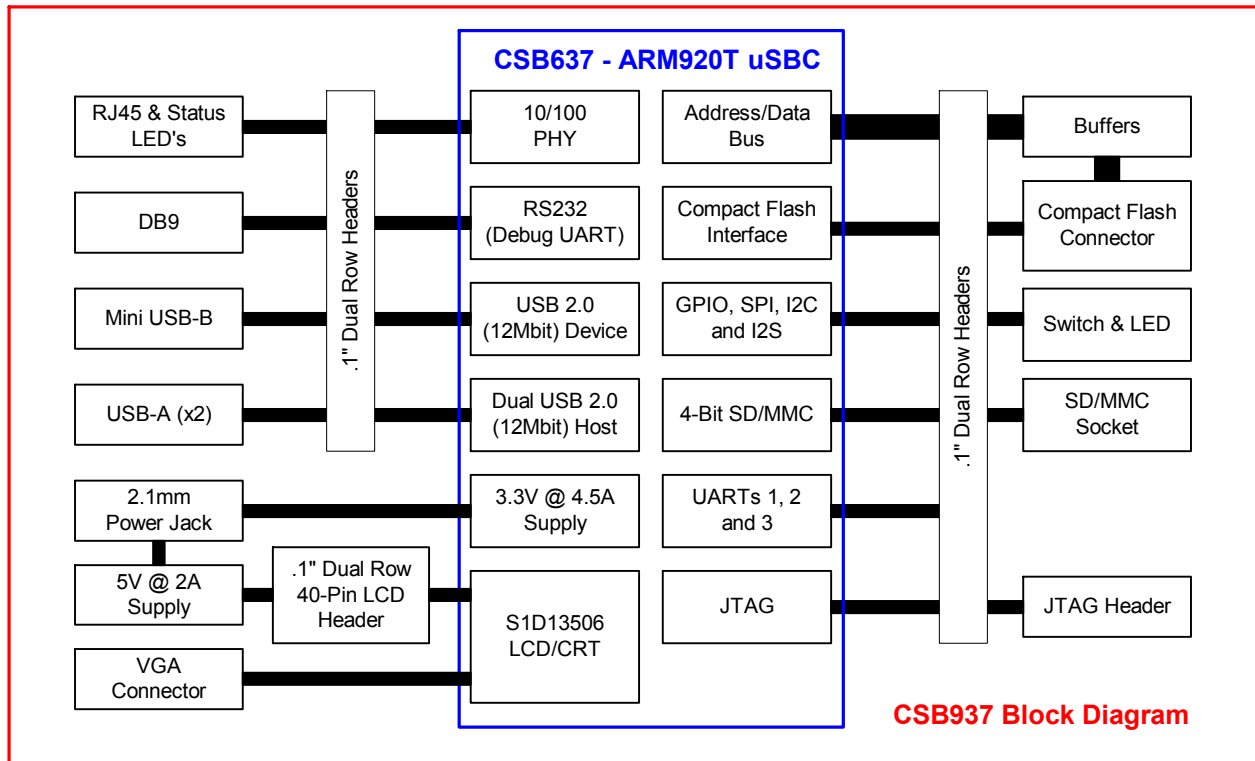 CSB637 - ARM920T uSBC
RJ45 & Status
LED's
DB9
Mini USB-B
USB-A (x2)
2.1mm
Power Jack
5V @ 2A
Supply
VGA
Connector
.1" Dual Row Headers
.1" Dual Row
40-Pin LCD
Header
10/100
PHY
RS232
(Debug UART)
USB 2.0
(12Mbit) Device
Dual USB 2.0
(12Mbit) Host
3.3V @ 4.5A
Supply
S1D13506
LCD/CRT
Address/Data
Bus
Compact Flash
Interface
GPIO, SPI, I2C
and I2S
4-Bit SD/MMC
UARTs 1, 2
and 3
JTAG
.1" Dual Row Headers
Buffers
Compact Flash
Connector
Switch & LED
SD/MMC
Socket
JTAG Header
CSB937 Block Diagram